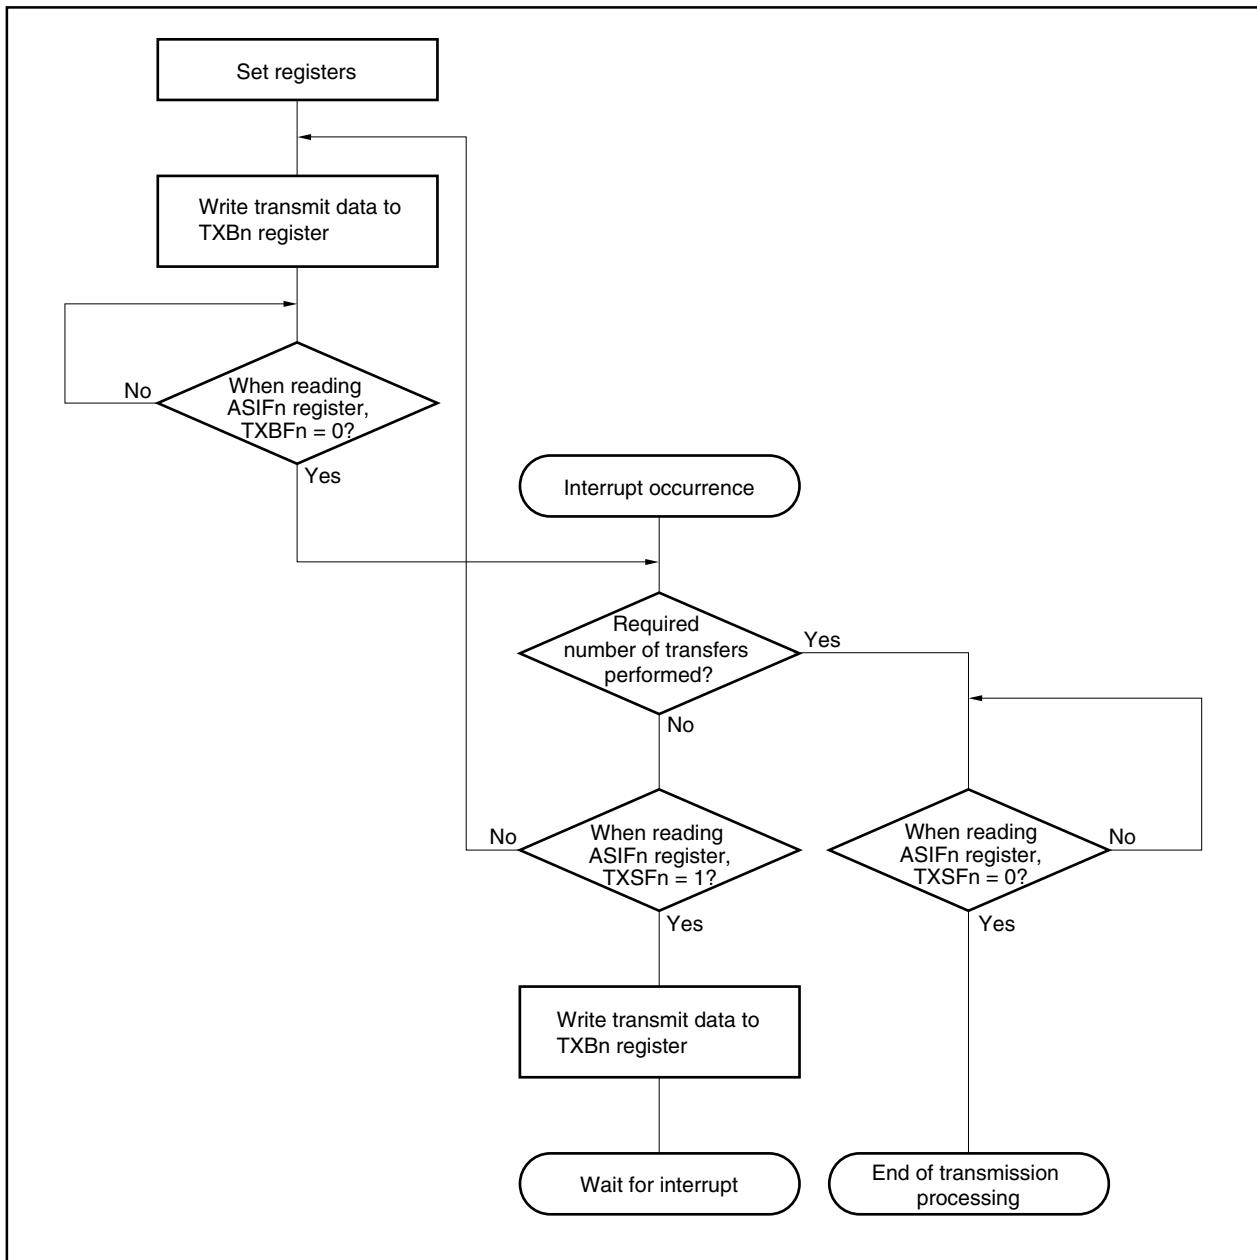 Set registers
Write transmit data to
TXBn register
No
When reading
ASIFn register,
TXBFn = 0?
Yes
Interrupt occurrence
Required
number of transfers
performed?
Yes
No
No
When reading
ASIFn register,
TXSFn = 1?
Yes
When reading
ASIFn register,
TXSFn = 0?
No
Yes
Write transmit data to
TXBn register
Wait for interrupt
End of transmission
processing